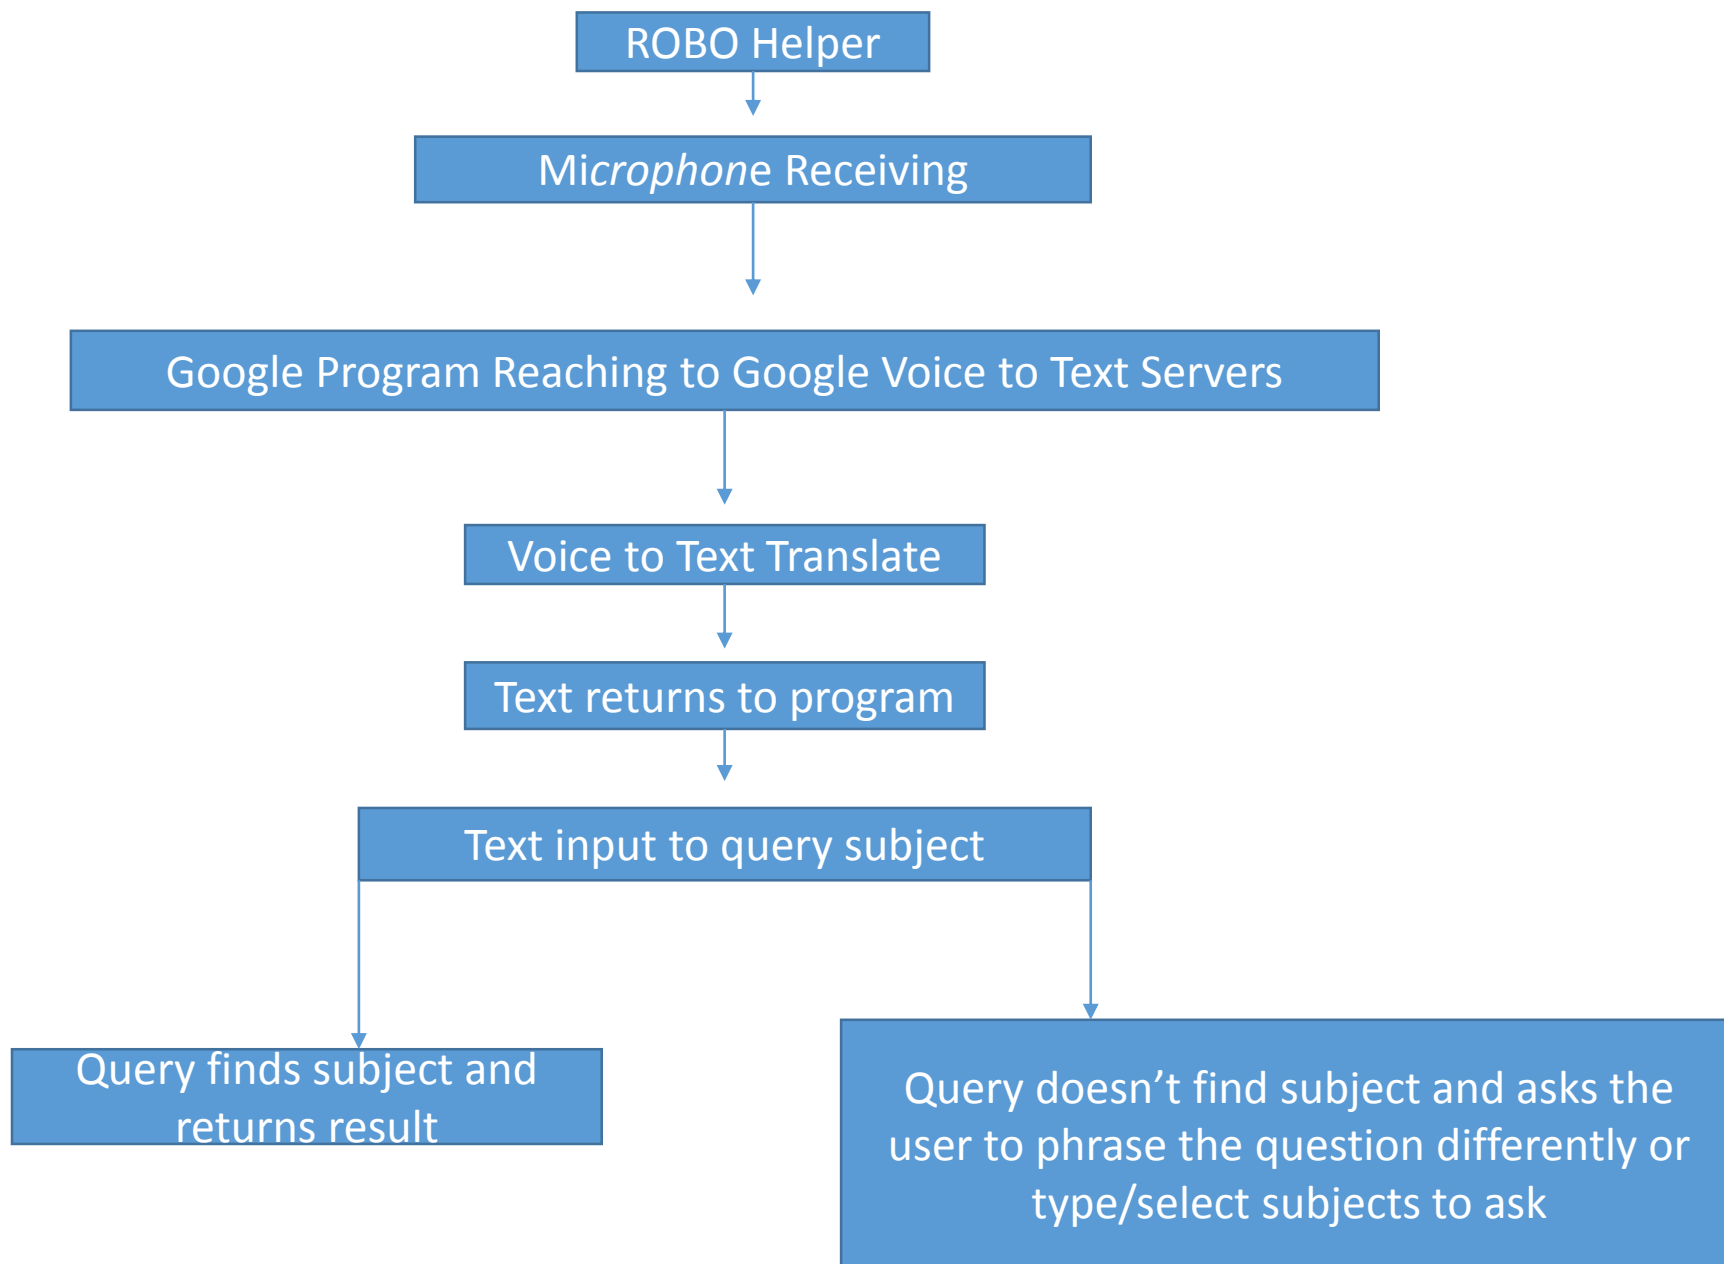 ROBO Helper
Microphone Receiving
Google Program Reaching to Google Voice to Text Servers
Voice to Text Translate
Text returns to program
Text input to query subject
Query finds subject and
returns result
Query doesn’t find subject and asks the
user to phrase the question differently or
type/select subjects to ask